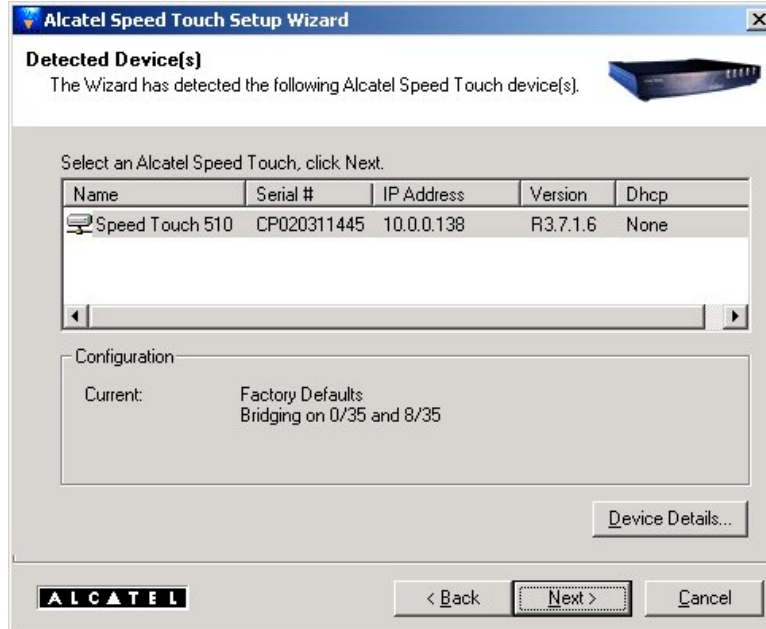 Alcatel Speed Touch Setup Wizard
Detected Device(s)
The Wizard has detected the following Alcatel Speed Touch device(s).
Select an Alcatel Speed Touch, click Next.
Name Serial # IP Address Version Dhcp
Speed Touch 510 CP020311445 10.0.0.138 R3.7.1.6 None
Configuration
Current: Factory Defaults
Bridging on 0/35 and 8/35
Device Details...
ALCATEL < Back Next > Cancel